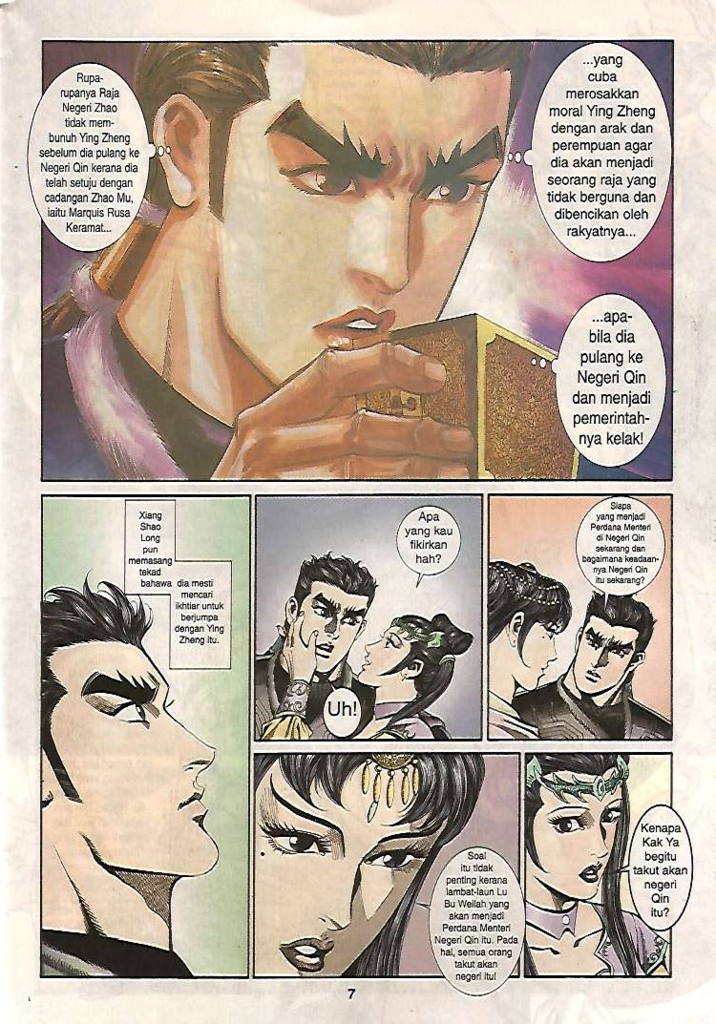 Rupa-
rupanya Raja
Negeri Zhao
tidak mem-
bunuh Ying Zheng
sebelum dia pulang ke
Negeri Qin kerana dia
telah setuju dengan
cadangan Zhao Mu,
iaitu Marquis Rusa
Keramat...
...yang
cuba
merosakkan
moral Ying Zheng
dengan arak dan
perempuan agar
dia akan menjadi
seorang raja yang
tidak berguna dan
dibencikan oleh
rakyatnya...
...apa-
bila dia
pulang ke
Negeri Qin
dan menjadi
pemerintah-
nya kelak!
Xiang
Shao
Long
pun
memasang
tekad
bahawa dia mesti
mencari
ikhtiar untuk
berjumpa
dengan Ying
Zheng itu.
Apa
yang kau
fikirkan
hah?
Uh!
Siapa
yang menjadi
Perdana Menteri
di Negeri Qin
sekarang dan
bagaimana keadaan-
nya Negeri Qin
itu sekarang?
Soal
itu tidak
penting kerana
lambat-laun Lu
Bu Weilah yang
akan menjadi
Perdana Menteri
Negeri Qin itu. Pada
hal, semua orang
takut akan
negeri itu!
Kenapa
Kak Ya
begitu
takut akan
negeri
Qin
itu?
7